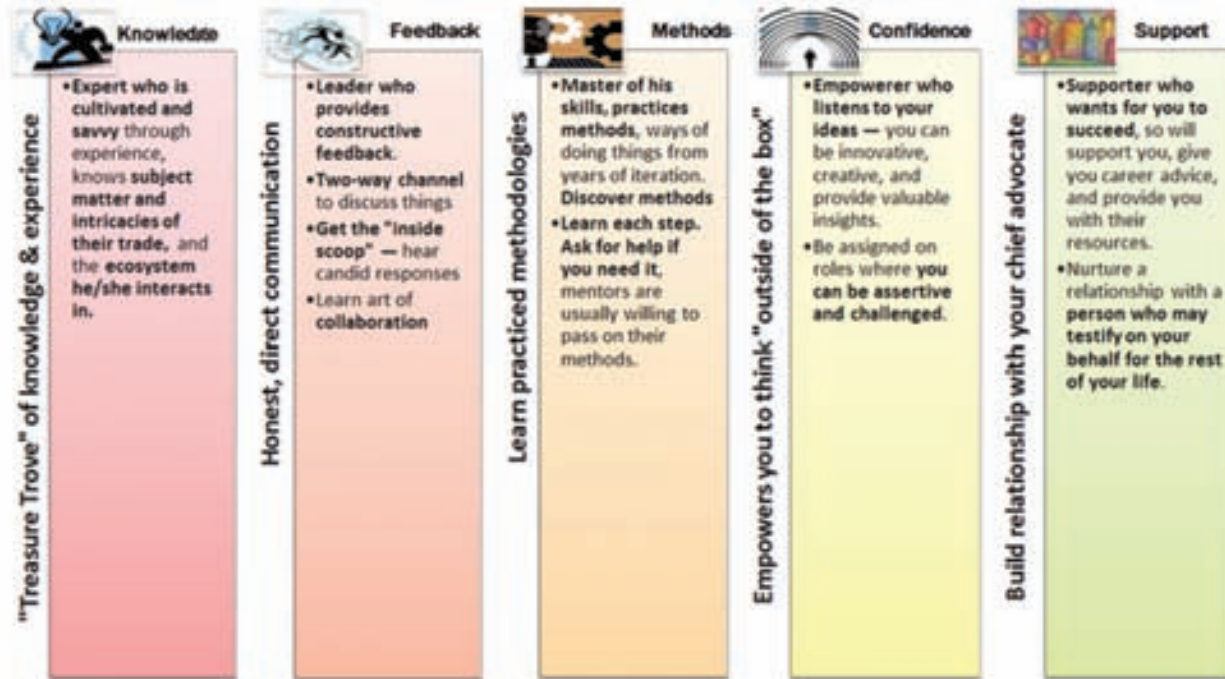 Knowledate
"Treasure Trove" of knowledge & experience
•Expert who is
cultivated and
savvy through
experience,
knows subject
matter and
intricacies of
their trade, and
the ecosystem
he/she interacts
in.
Feedback
Honest, direct communication
•Leader who
provides
constructive
feedback.
•Two-way channel
to discuss things
•Get the "Inside
scoop" — hear
candid responses
•Learn art of
collaboration
Methods
Learn practiced methodologies
•Master of his
skills, practices
methods, ways of
doing things from
years of iteration.
Discover methods
•Learn each step.
Ask for help if
you need it,
mentors are
usually willing to
pass on their
methods.
Confidence
Empowers you to think "outside of the box"
•Empowerer who
listens to your
ideas — you can
be innovative,
creative, and
provide valuable
insights.
•Be assigned on
roles where you
can be assertive
and challenged.
Support
Build relationship with your chief advocate
•Supporter who
wants for you to
succeed, so will
support you, give
you career advice,
and provide you
with their
resources.
•Nurture a
relationship with a
person who may
testify on your
behalf for the rest
of your life.